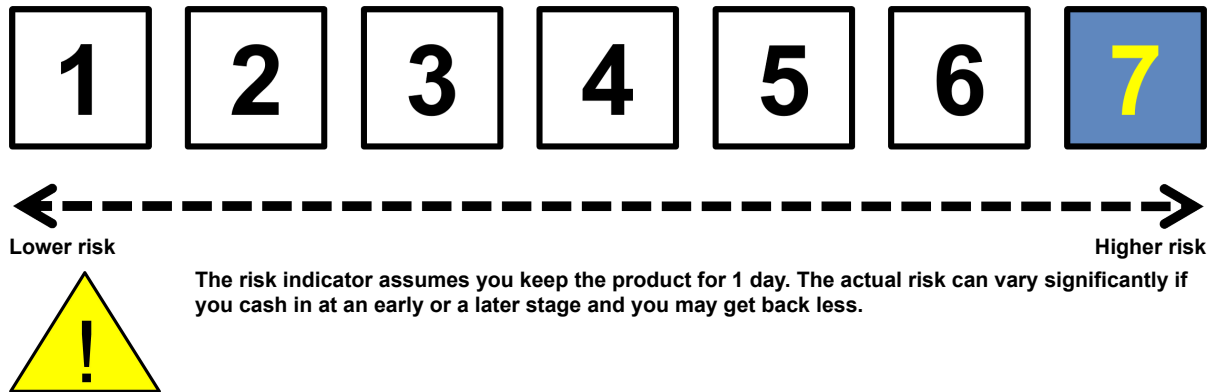 1 2 3 4 5 6 7
Lower risk Higher risk
The risk indicator assumes you keep the product for 1 day. The actual risk can vary significantly if
you cash in at an early or a later stage and you may get back less.
!